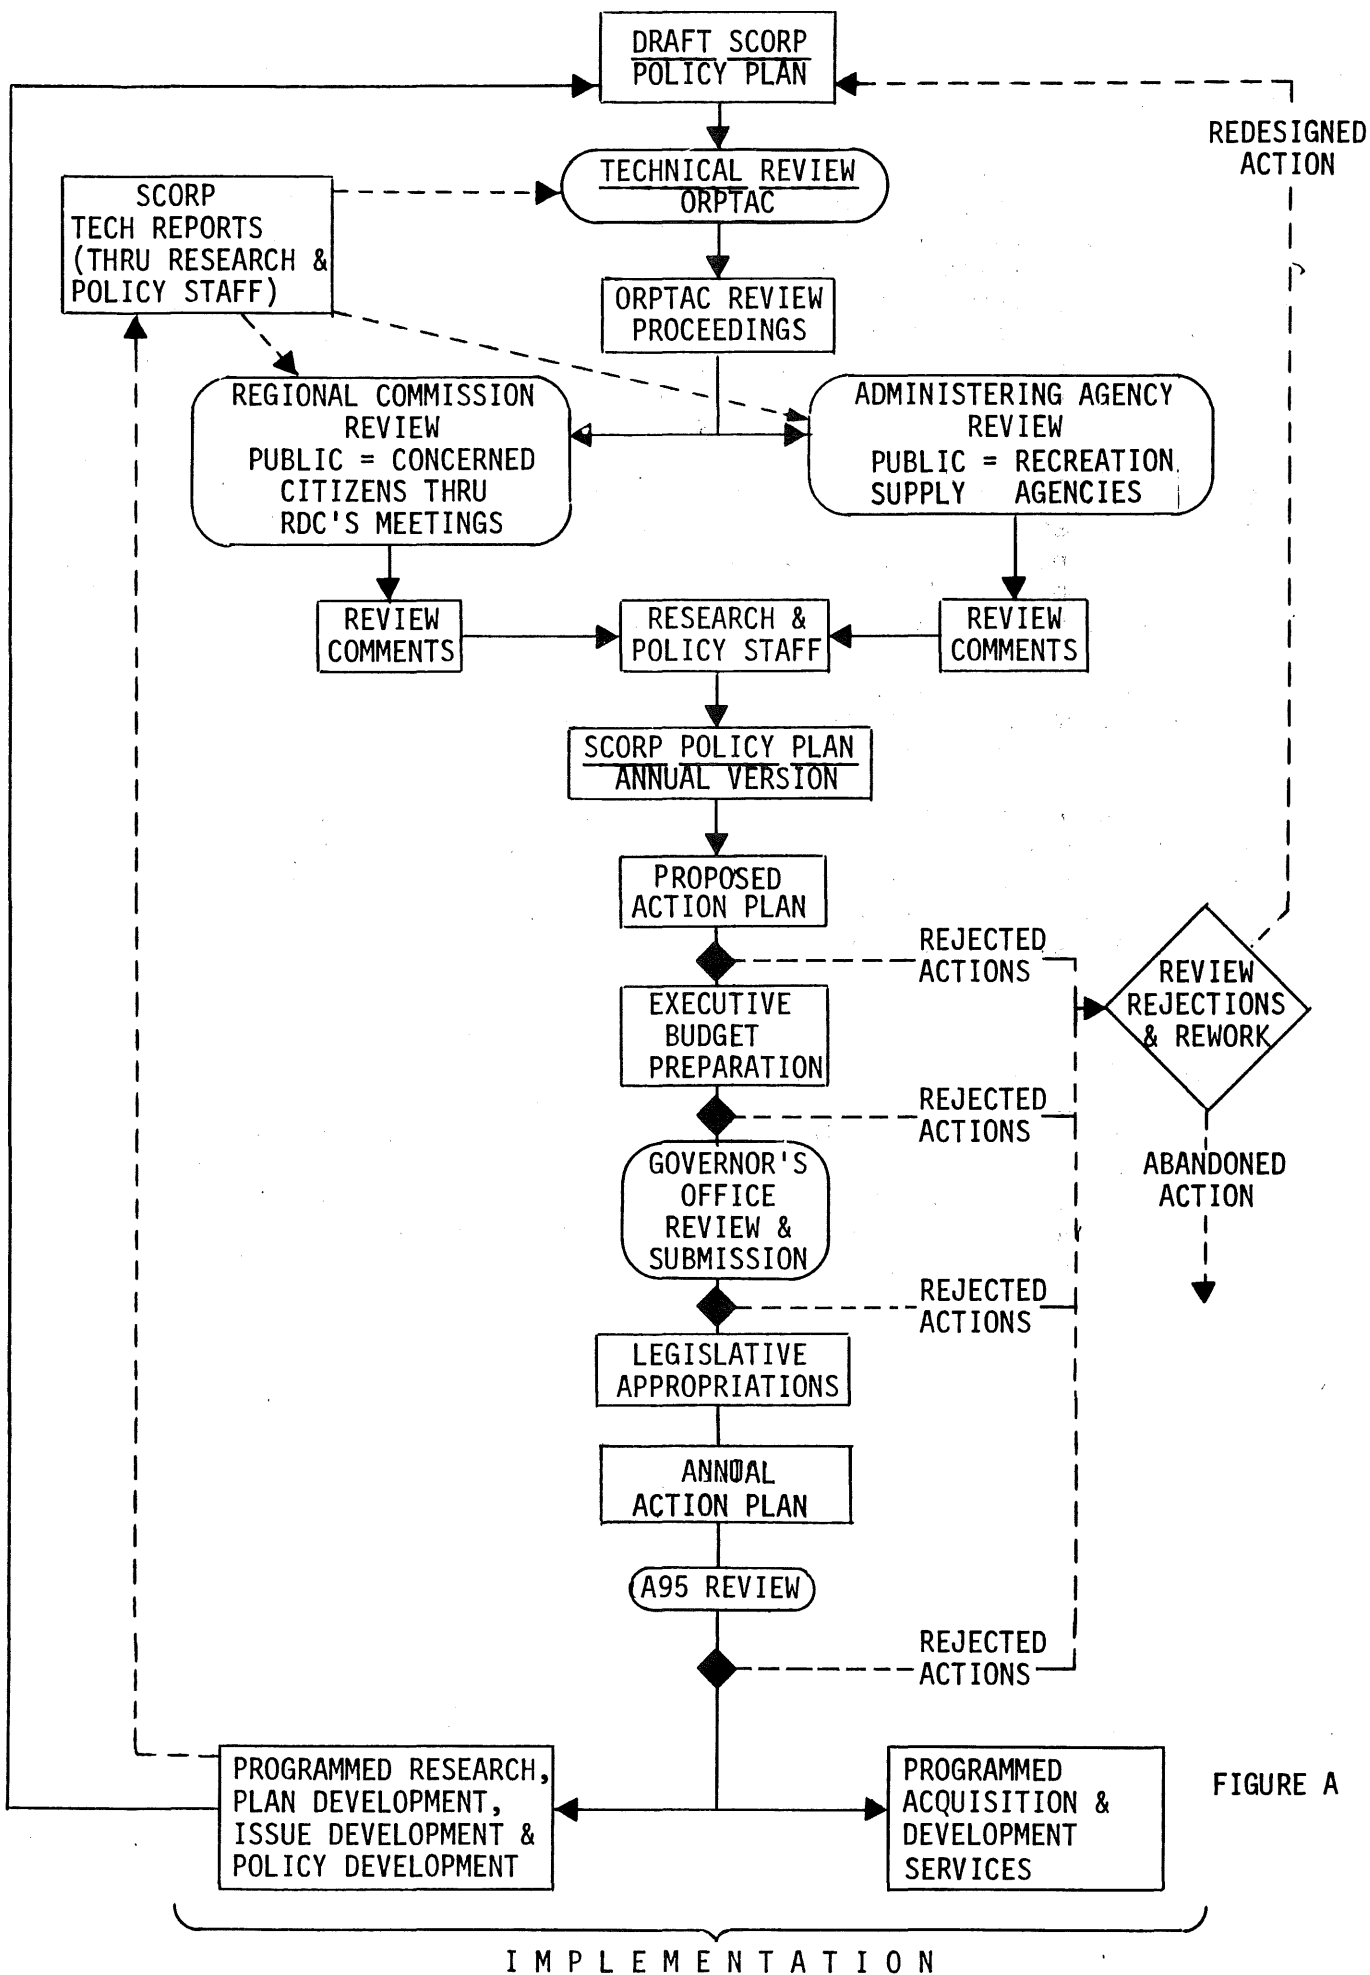 DRAFT SCORP
POLICY PLAN
REDESIGNED
ACTION
TECHNICAL REVIEW
ORPTAC
SCORP
TECH REPORTS
(THRU RESEARCH &
POLICY STAFF)
ORPTAC REVIEW
PROCEEDINGS
REGIONAL COMMISSION
REVIEW
PUBLIC = CONCERNED
CITIZENS THRU
RDC'S MEETINGS
ADMINISTERING AGENCY
REVIEW
PUBLIC = RECREATION
SUPPLY AGENCIES
REVIEW
COMMENTS
RESEARCH &
POLICY STAFF
REVIEW
COMMENTS
SCORP POLICY PLAN
ANNUAL VERSION
PROPOSED
ACTION PLAN
REJECTED
ACTIONS
REVIEW
REJECTIONS
& REWORK
EXECUTIVE
BUDGET
PREPARATION
REJECTED
ACTIONS
ABANDONED
ACTION
GOVERNOR'S
OFFICE
REVIEW &
SUBMISSION
REJECTED
ACTIONS
LEGISLATIVE
APPROPRIATIONS
ANNUAL
ACTION PLAN
A95 REVIEW
REJECTED
ACTIONS
PROGRAMMED RESEARCH,
PLAN DEVELOPMENT,
ISSUE DEVELOPMENT &
POLICY DEVELOPMENT
PROGRAMMED
ACQUISITION &
DEVELOPMENT
SERVICES
FIGURE A
IMPLEMENTATION